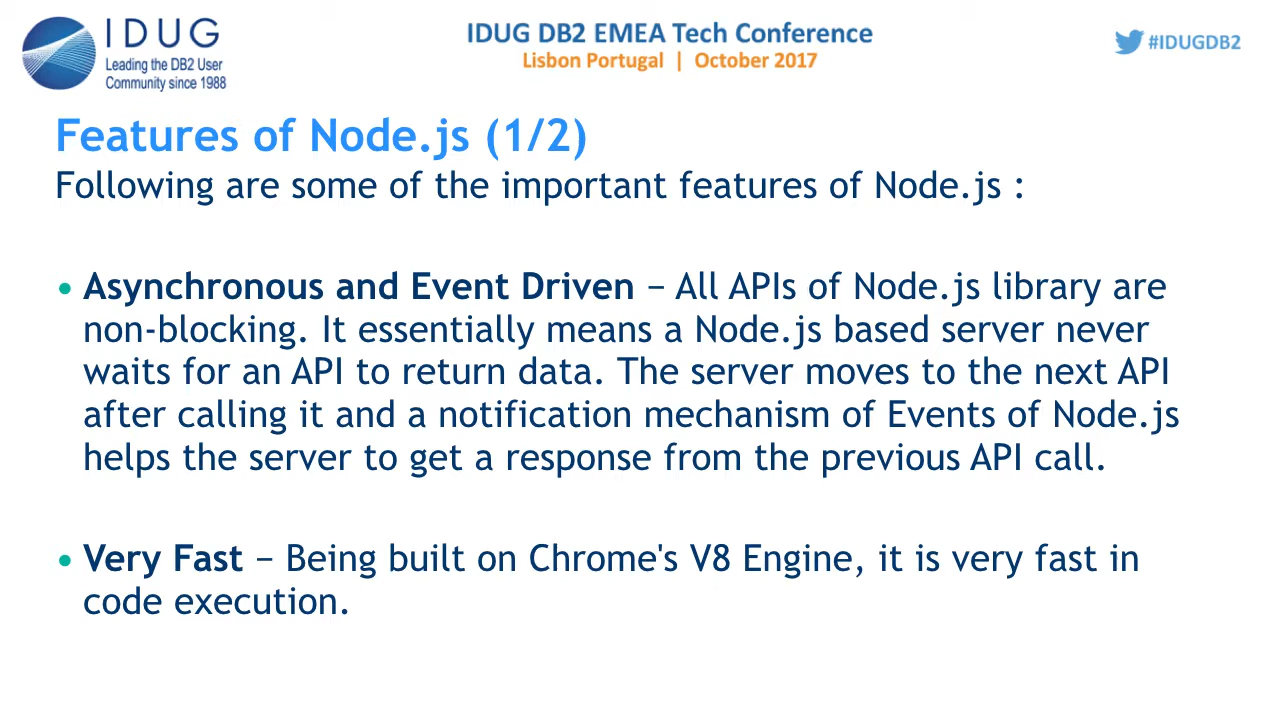 IDUG
Leading the DB2 User
Community since 1988
IDUG DB2 EMEA Tech Conference
Lisbon Portugal | October 2017
#IDUGDB2
Features of Node.js (1/2)
Following are some of the important features of Node.js :
• Asynchronous and Event Driven − All APIs of Node.js library are
non-blocking. It essentially means a Node.js based server never
waits for an API to return data. The server moves to the next API
after calling it and a notification mechanism of Events of Node.js
helps the server to get a response from the previous API call.
• Very Fast − Being built on Chrome's V8 Engine, it is very fast in
code execution.